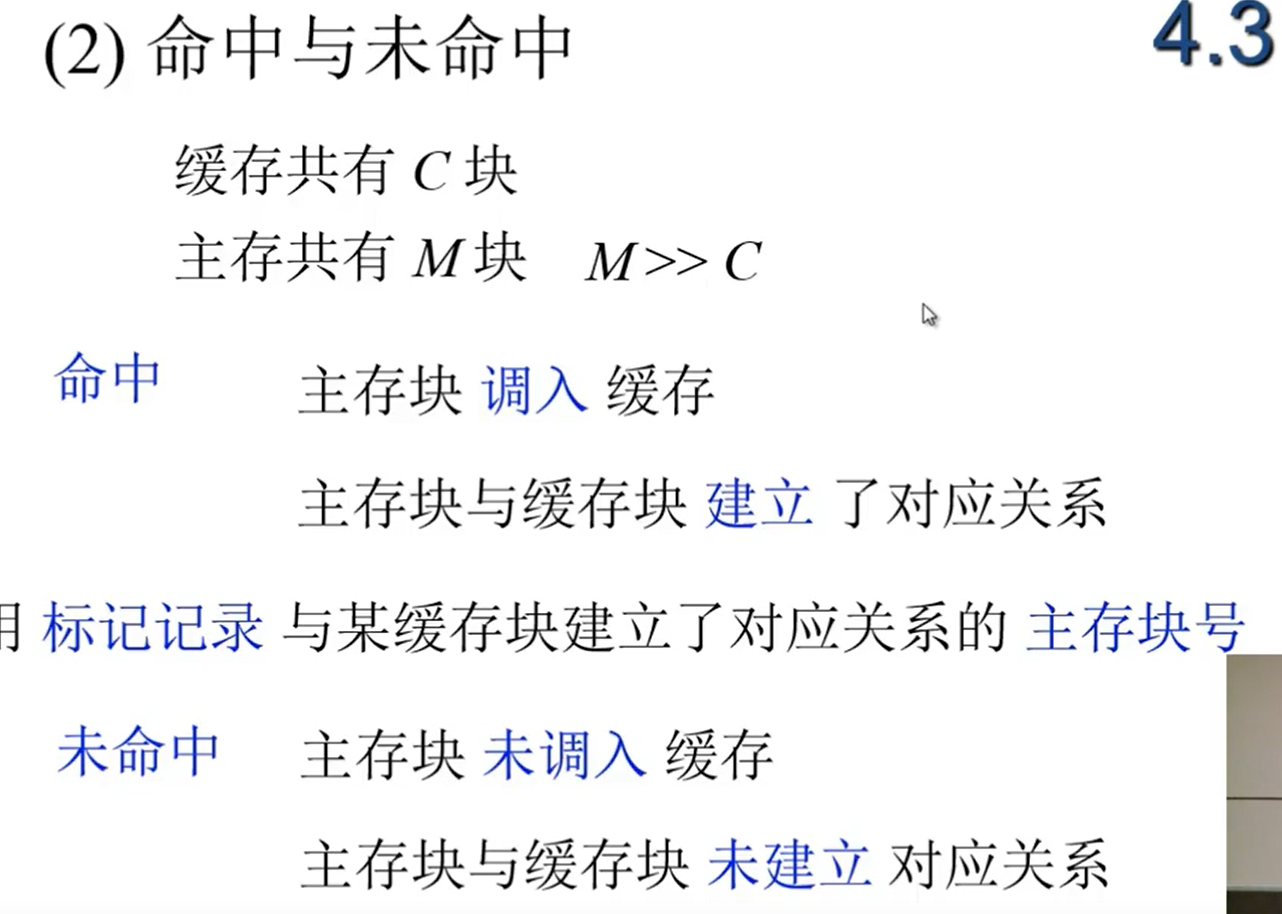 (2) 命中与未命中 4.3
缓存共有 C 块
主存共有 M 块 M >> C
命中 主存块 调入 缓存
主存块与缓存块 建立 了对应关系
用 标记记录 与某缓存块建立了对应关系的 主存块号
未命中 主存块 未调入 缓存
主存块与缓存块 未建立 对应关系